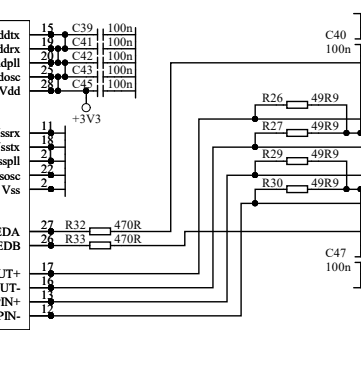 ddtx 15 C39 100n
ddrx 19 C41 100n
dpll 20 C42 100n
dosc 25 C43 100n
Vdd 28 C45 100n
+3V3
C40
100n
R26 49R9
R27 49R9
R29 49R9
R30 49R9
ssrx 11
sstx 18
sspll 21
sosc 22
Vss 2
EDA 27 R32 470R
EDB 26 R33 470R
UT+ 17
UT- 16
PIN+ 13
PIN- 12
C47
100n